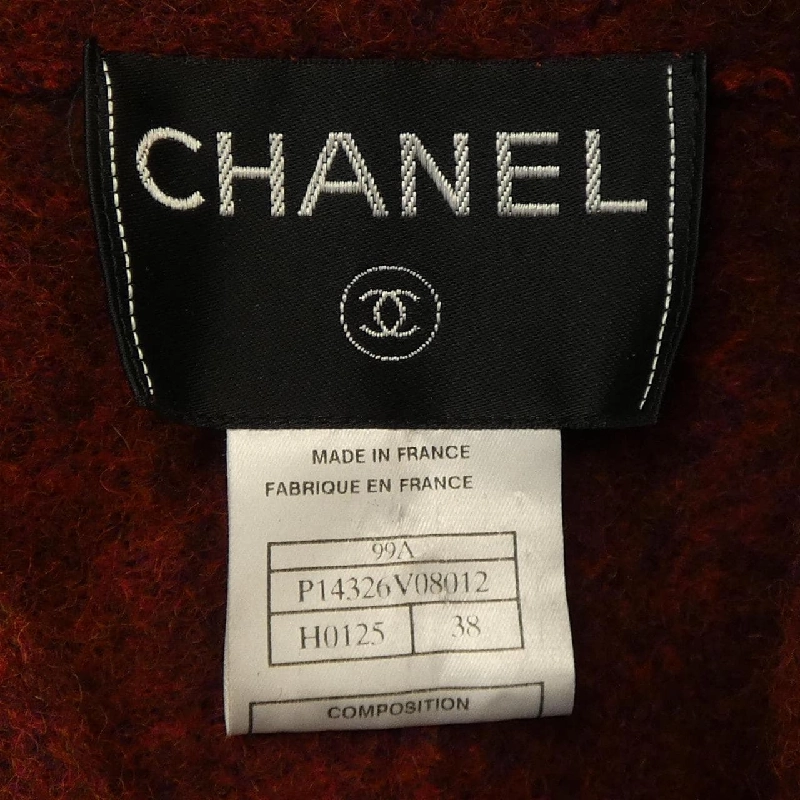 CHANEL
MADE IN FRANCE
FABRIQUE EN FRANCE
99A
P14326V08012
H0125 38
COMPOSITION